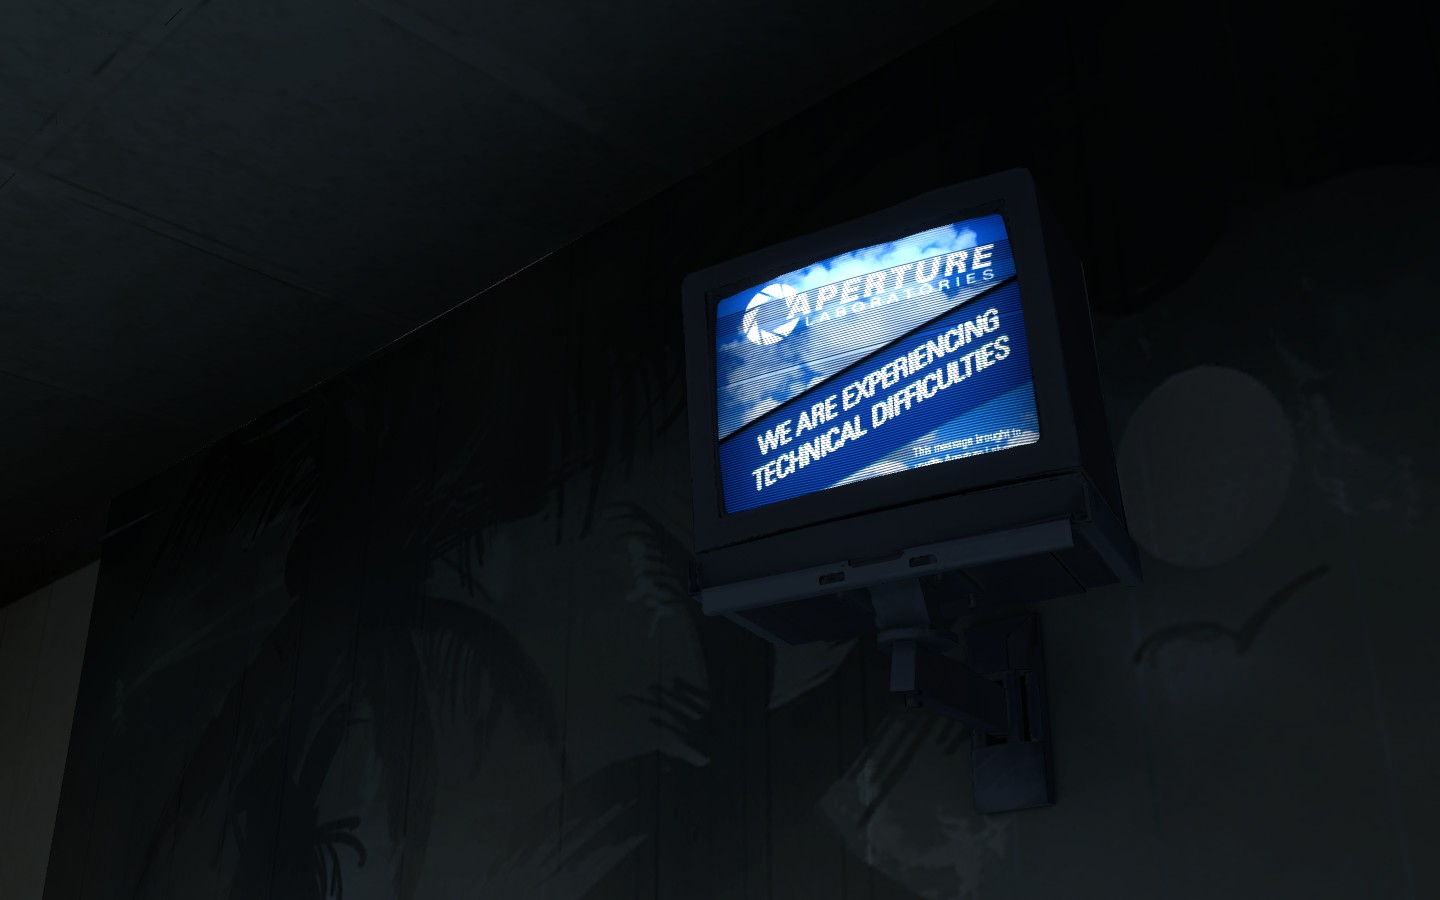 APERTURE
LABORATORIES
WE ARE EXPERIENCING
TECHNICAL DIFFICULTIES
This message brought to